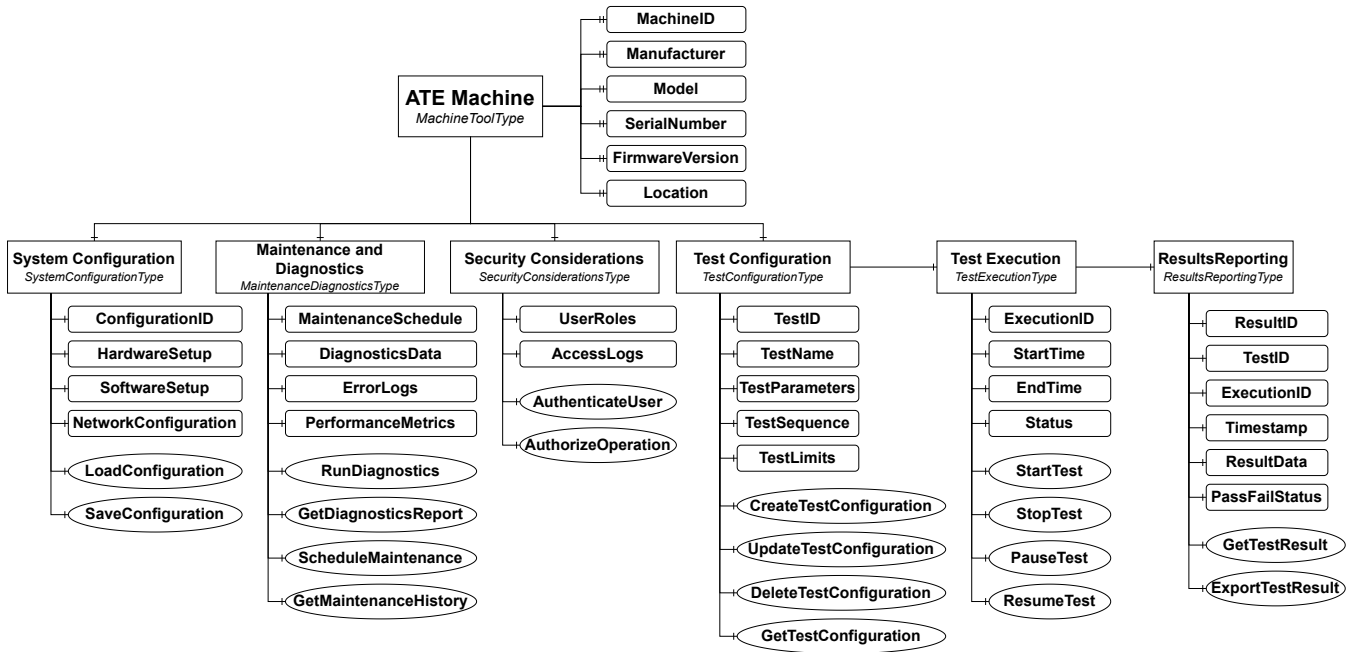 MachineID
Manufacturer
Model
SerialNumber
FirmwareVersion
Location
ATE Machine
MachineToolType
System Configuration
SystemConfigurationType
ConfigurationID
HardwareSetup
SoftwareSetup
NetworkConfiguration
LoadConfiguration
SaveConfiguration
Maintenance and
Diagnostics
MaintenanceDiagnosticsType
MaintenanceSchedule
DiagnosticsData
ErrorLogs
PerformanceMetrics
RunDiagnostics
GetDiagnosticsReport
ScheduleMaintenance
GetMaintenanceHistory
Security Considerations
SecurityConsiderationsType
UserRoles
AccessLogs
AuthenticateUser
AuthorizeOperation
Test Configuration
TestConfigurationType
TestID
TestName
TestParameters
TestSequence
TestLimits
CreateTestConfiguration
UpdateTestConfiguration
DeleteTestConfiguration
GetTestConfiguration
Test Execution
TestExecutionType
ExecutionID
StartTime
EndTime
Status
StartTest
StopTest
PauseTest
ResumeTest
ResultsReporting
ResultsReportingType
ResultID
TestID
ExecutionID
Timestamp
ResultData
PassFailStatus
GetTestResult
ExportTestResult